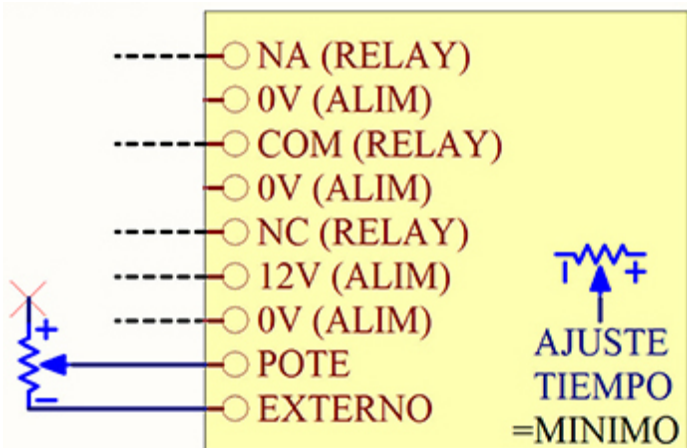 NA (RELAY)
0V (ALIM)
COM (RELAY)
0V (ALIM)
NC (RELAY)
12V (ALIM)
0V (ALIM)
POTE
EXTERNO
+
-
- +
AJUSTE
TIEMPO
=MINIMO